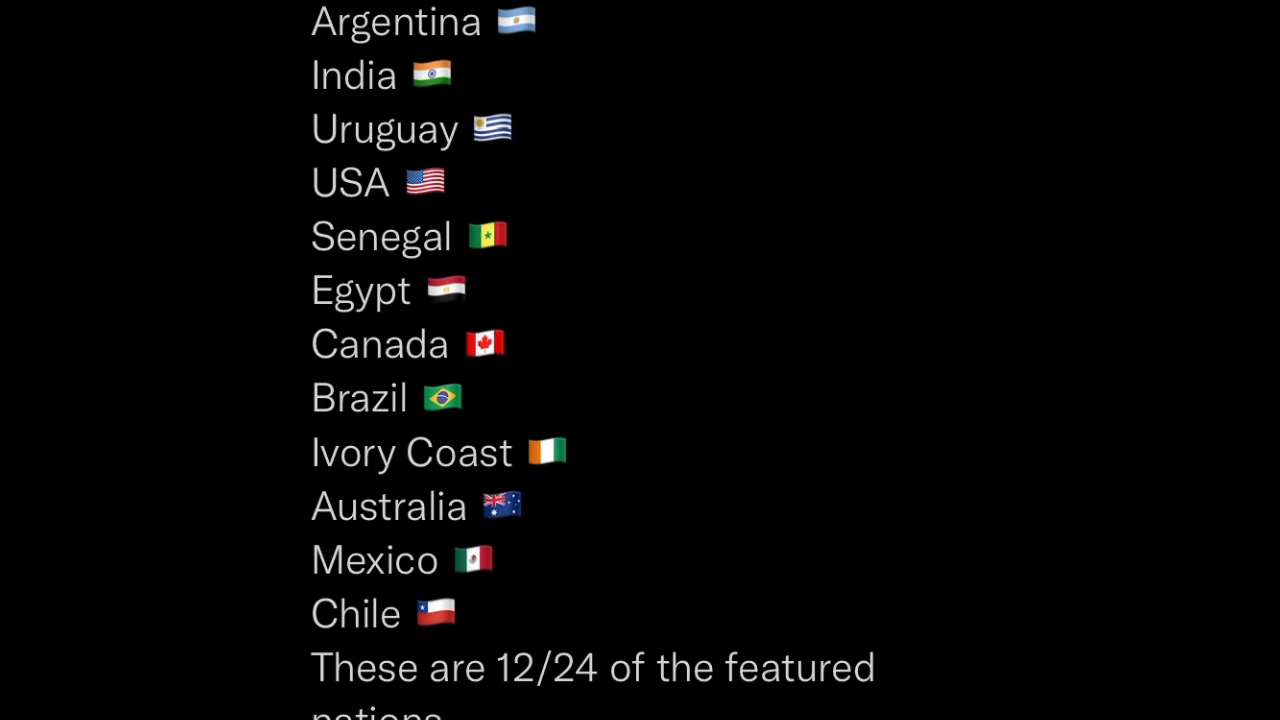 Argentina 🇦🇷
India 🇮🇳
Uruguay 🇺🇾
USA 🇺🇸
Senegal 🇸🇳
Egypt 🇪🇬
Canada 🇨🇦
Brazil 🇧🇷
Ivory Coast 🇨🇮
Australia 🇦🇺
Mexico 🇲🇽
Chile 🇨🇱
These are 12/24 of the featured
nations